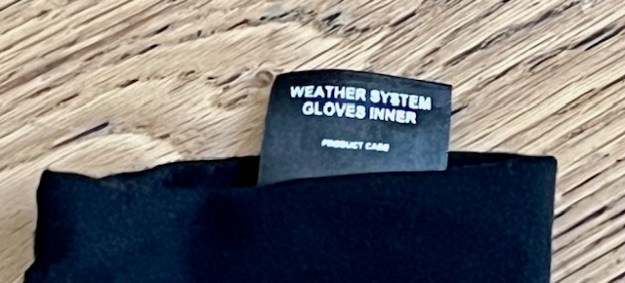 WEATHER SYSTEM
GLOVES INNER
PRODUCT CARE